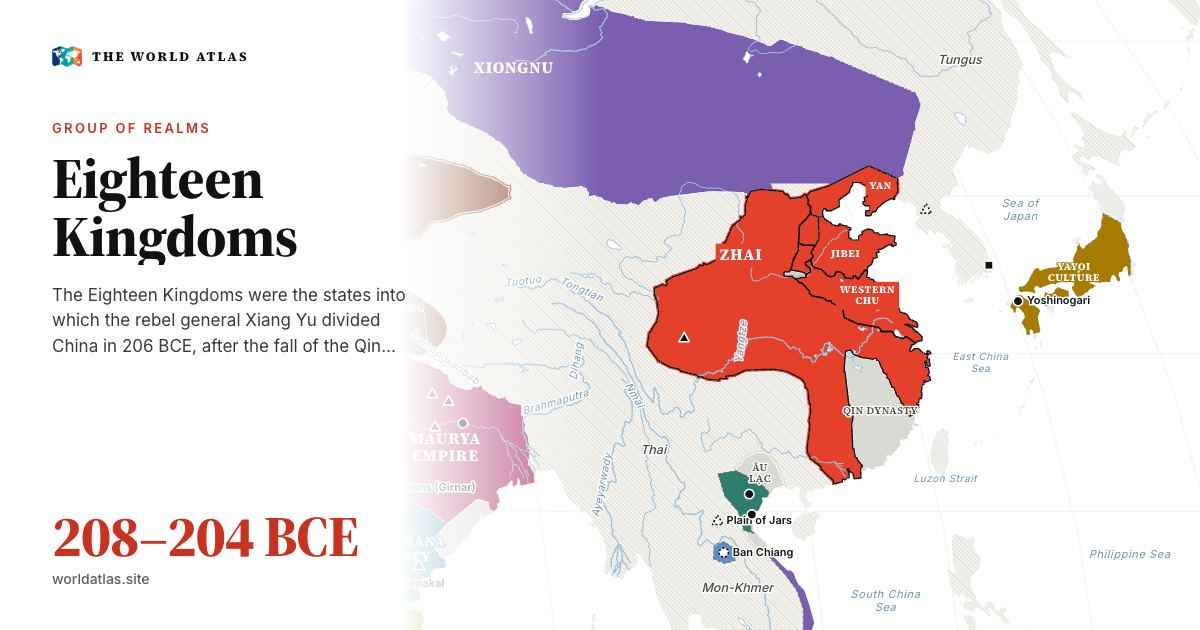 THE WORLD ATLAS
GROUP OF REALMS
Eighteen
Kingdoms
The Eighteen Kingdoms were the states into
which the rebel general Xiang Yu divided
China in 206 BCE, after the fall of the Qin...
208–204 BCE
worldatlas.site
XIONGNU
Tungus
YAN
Sea of
Japan
ZHAI
JIBEI
YAYOI
CULTURE
WESTERN
CHU
Yoshinogari
Tuotuo
Tongtian
Yangtze
Dihang
East China
Sea
Nmai
Brahmaputra
QIN DYNASTY
MAURYA
EMPIRE
Thai
Ayeyarwady
ÂU
LẠC
Luzon Strait
tions (Girnar)
Plain of Jars
Ban Chiang
Philippine Sea
Mon-Khmer
South China
Sea